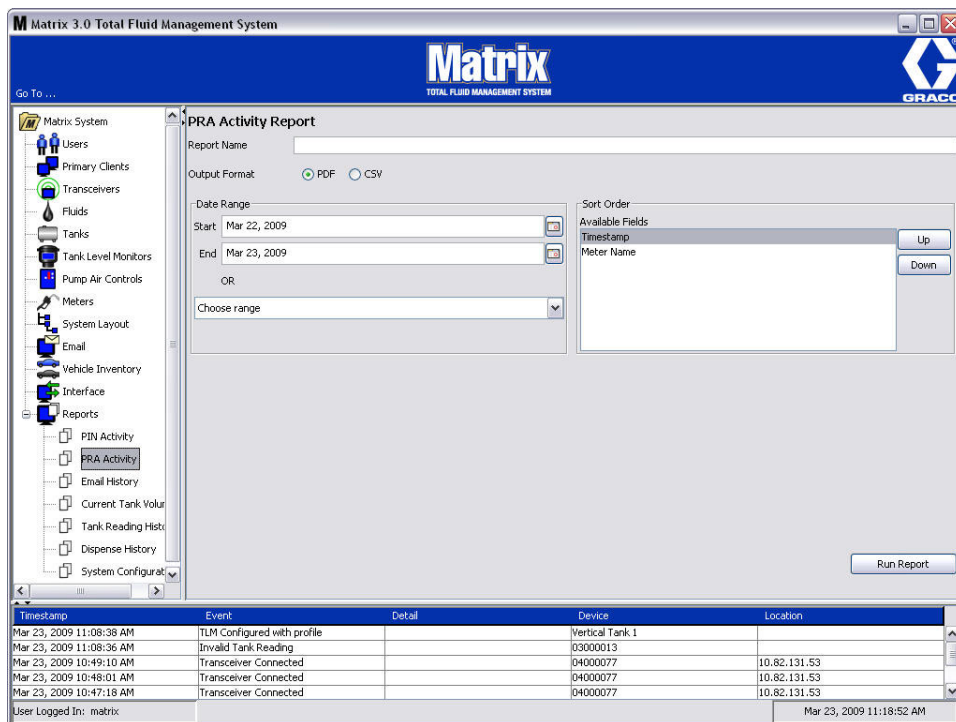 Matrix 3.0 Total Fluid Management System
Matrix
TOTAL FLUID MANAGEMENT SYSTEM
GRACO
Go To ...
Matrix System
Users
Primary Clients
Transceivers
Fluids
Tanks
Tank Level Monitors
Pump Air Controls
Meters
System Layout
Email
Vehicle Inventory
Interface
Reports
PIN Activity
PRA Activity
Email History
Current Tank Volur
Tank Reading Histo
Dispense History
System Configurat
PRA Activity Report
Report Name
Output Format PDF CSV
Date Range
Start Mar 22, 2009
End Mar 23, 2009
OR
Choose range
Sort Order
Available Fields
Timestamp
Meter Name
Up
Down
Run Report
Timestamp Event Detail Device Location
Mar 23, 2009 11:08:38 AM TLM Configured with profile Vertical Tank 1
Mar 23, 2009 11:08:36 AM Invalid Tank Reading 03000013
Mar 23, 2009 10:49:10 AM Transceiver Connected 04000077 10.82.131.53
Mar 23, 2009 10:48:01 AM Transceiver Connected 04000077 10.82.131.53
Mar 23, 2009 10:47:18 AM Transceiver Connected 04000077 10.82.131.53
User Logged In: matrix Mar 23, 2009 11:18:52 AM